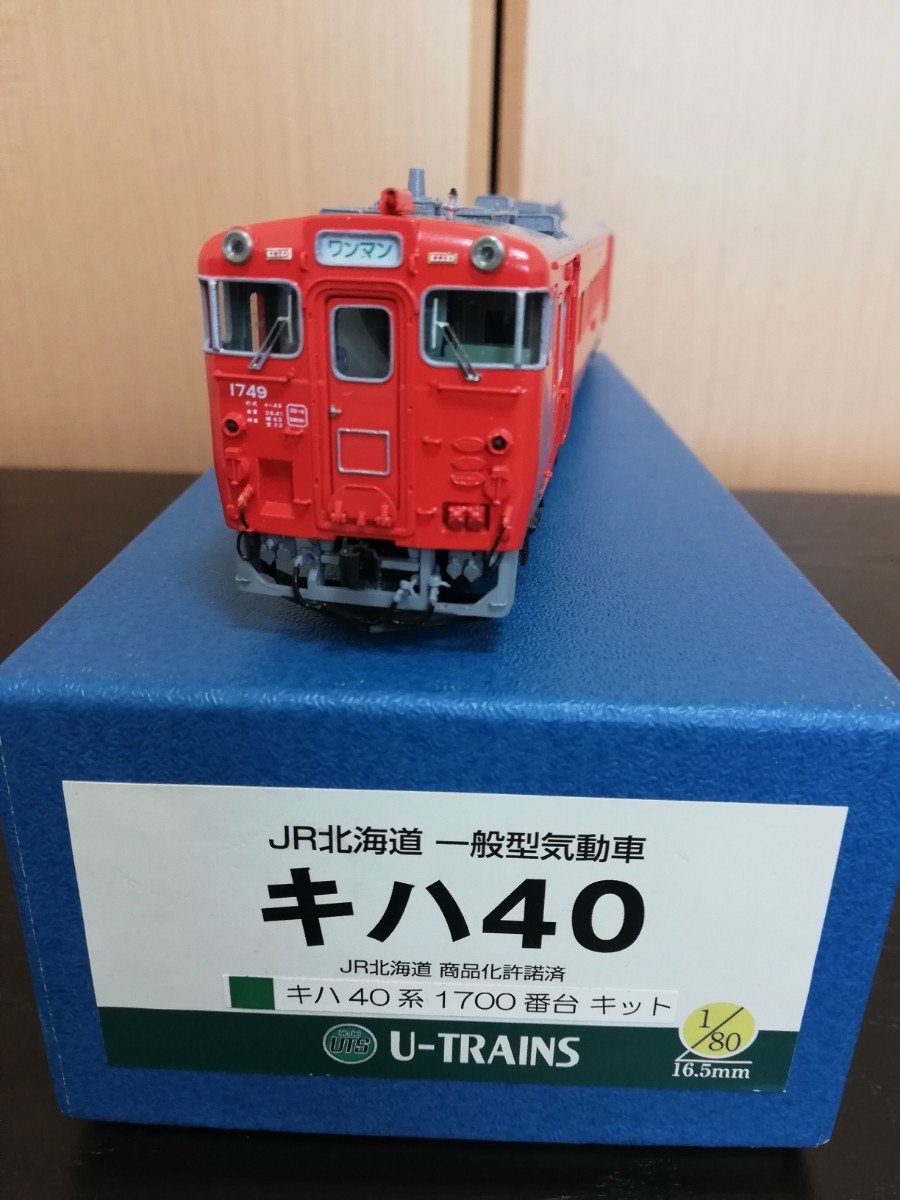 ワンマン
1749
JR北海道 一般型気動車
キハ40
JR北海道 商品化許諾済
キハ40系1700番台 キット
UTS U-TRAINS
1/80
16.5mm